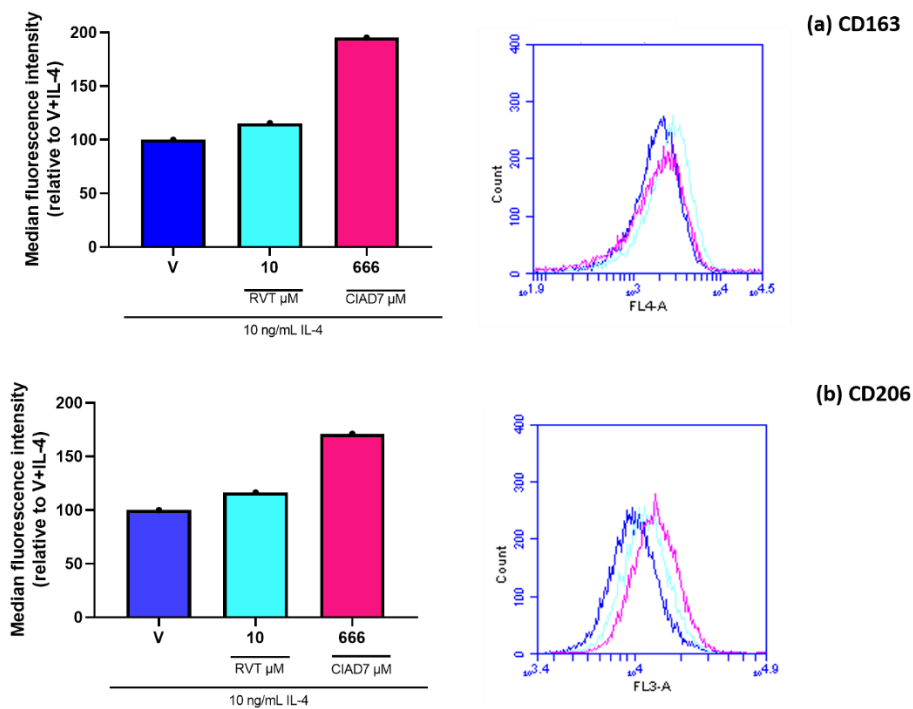 (a) CD163
Median fluorescence intensity
(relative to V+IL-4)
200
150
100
50
0
V
10
666
RVT µM
CIAD7 µM
10 ng/mL IL-4
400
300
200
100
0
Count
10^1.9
10^3
10^4
10^4.5
FL4-A
(b) CD206
Median fluorescence intensity
(relative to V+IL-4)
200
150
100
50
0
V
10
666
RVT µM
CIAD7 µM
10 ng/mL IL-4
400
300
200
100
0
Count
10^3.4
10^4
10^4.9
FL3-A